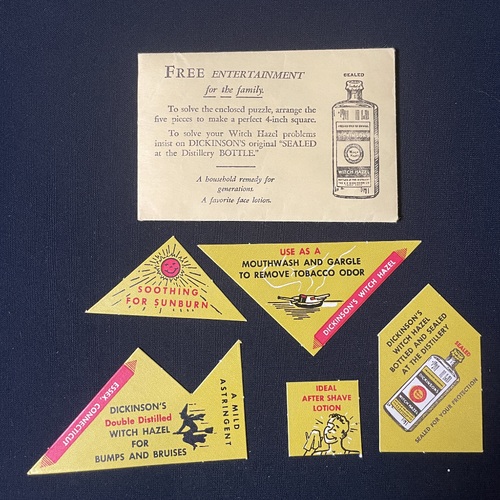 FREE ENTERTAINMENT
for the family.
To solve the enclosed puzzle, arrange the
five pieces to make a perfect 4-inch square.
To solve your Witch Hazel problems
insist on DICKINSON'S original "SEALED
at the Distillery BOTTLE."
A household remedy for
generations.
A favorite face lotion.
SEALED
WITCH HAZEL
SOOTHING
FOR SUNBURN
USE AS A
MOUTHWASH AND GARGLE
TO REMOVE TOBACCO ODOR
DICKINSON'S WITCH HAZEL
DICKINSON'S
WITCH HAZEL
BOTTLED AND SEALED
AT THE DISTILLERY
SEALED
SEALED FOR YOUR PROTECTION
ESSEX, CONNECTICUT
DICKINSON'S
Double Distilled
WITCH HAZEL
FOR
BUMPS AND BRUISES
A MILD
ASTRINGENT
IDEAL
AFTER SHAVE
LOTION